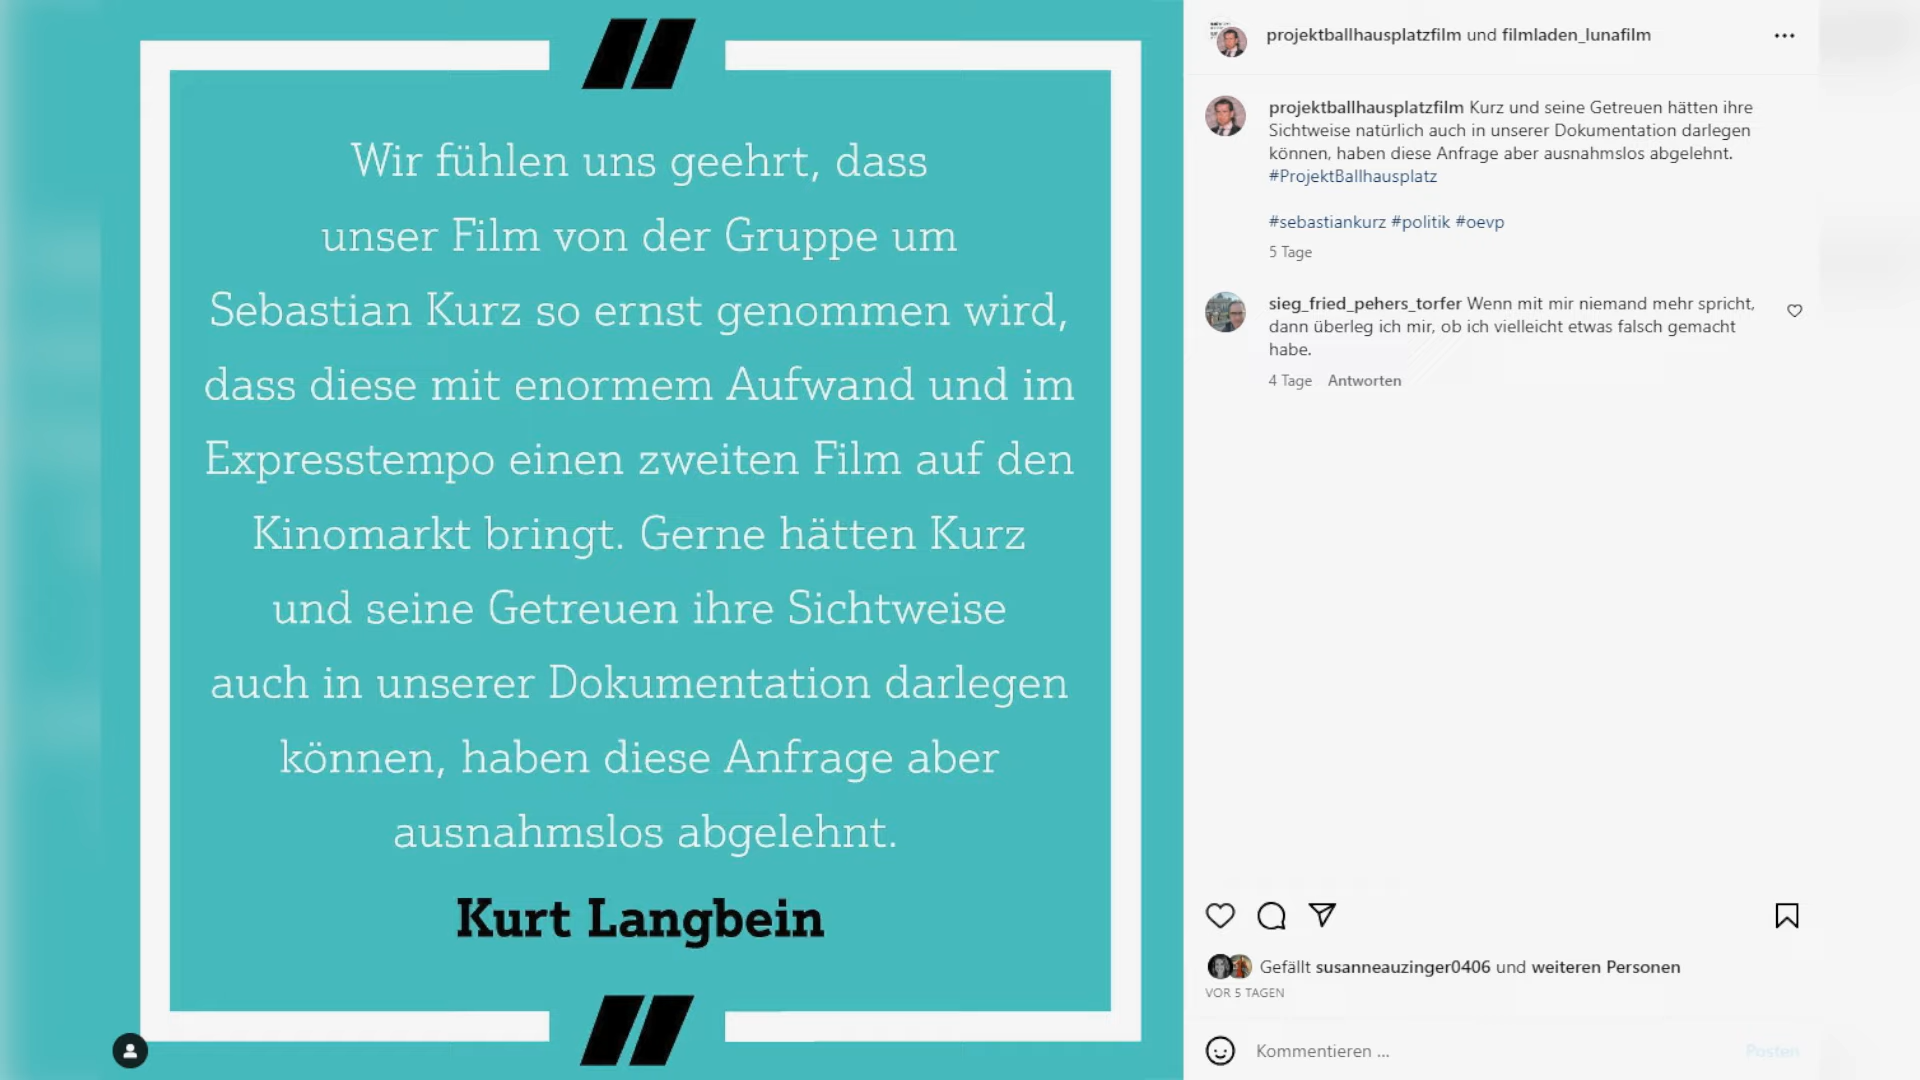 Wir fühlen uns geehrt, dass
unser Film von der Gruppe um
Sebastian Kurz so ernst genommen wird,
dass diese mit enormem Aufwand und im
Expresstempo einen zweiten Film auf den
Kinomarkt bringt. Gerne hätten Kurz
und seine Getreuen ihre Sichtweise
auch in unserer Dokumentation darlegen
können, haben diese Anfrage aber
ausnahmslos abgelehnt.
Kurt Langbein
projektballhausplatzfilm und filmladen_lunafilm
projektballhausplatzfilm Kurz und seine Getreuen hätten ihre
Sichtweise natürlich auch in unserer Dokumentation darlegen
können, haben diese Anfrage aber ausnahmslos abgelehnt.
#ProjektBallhausplatz
#sebastiankurz #politik #oevp
5 Tage
sieg_fried_pehers_torfer Wenn mit mir niemand mehr spricht,
dann überleg ich mir, ob ich vielleicht etwas falsch gemacht
habe.
4 Tage Antworten
Gefällt susanneauzinger0406 und weiteren Personen
VOR 5 TAGEN
Kommentieren ...
Posten